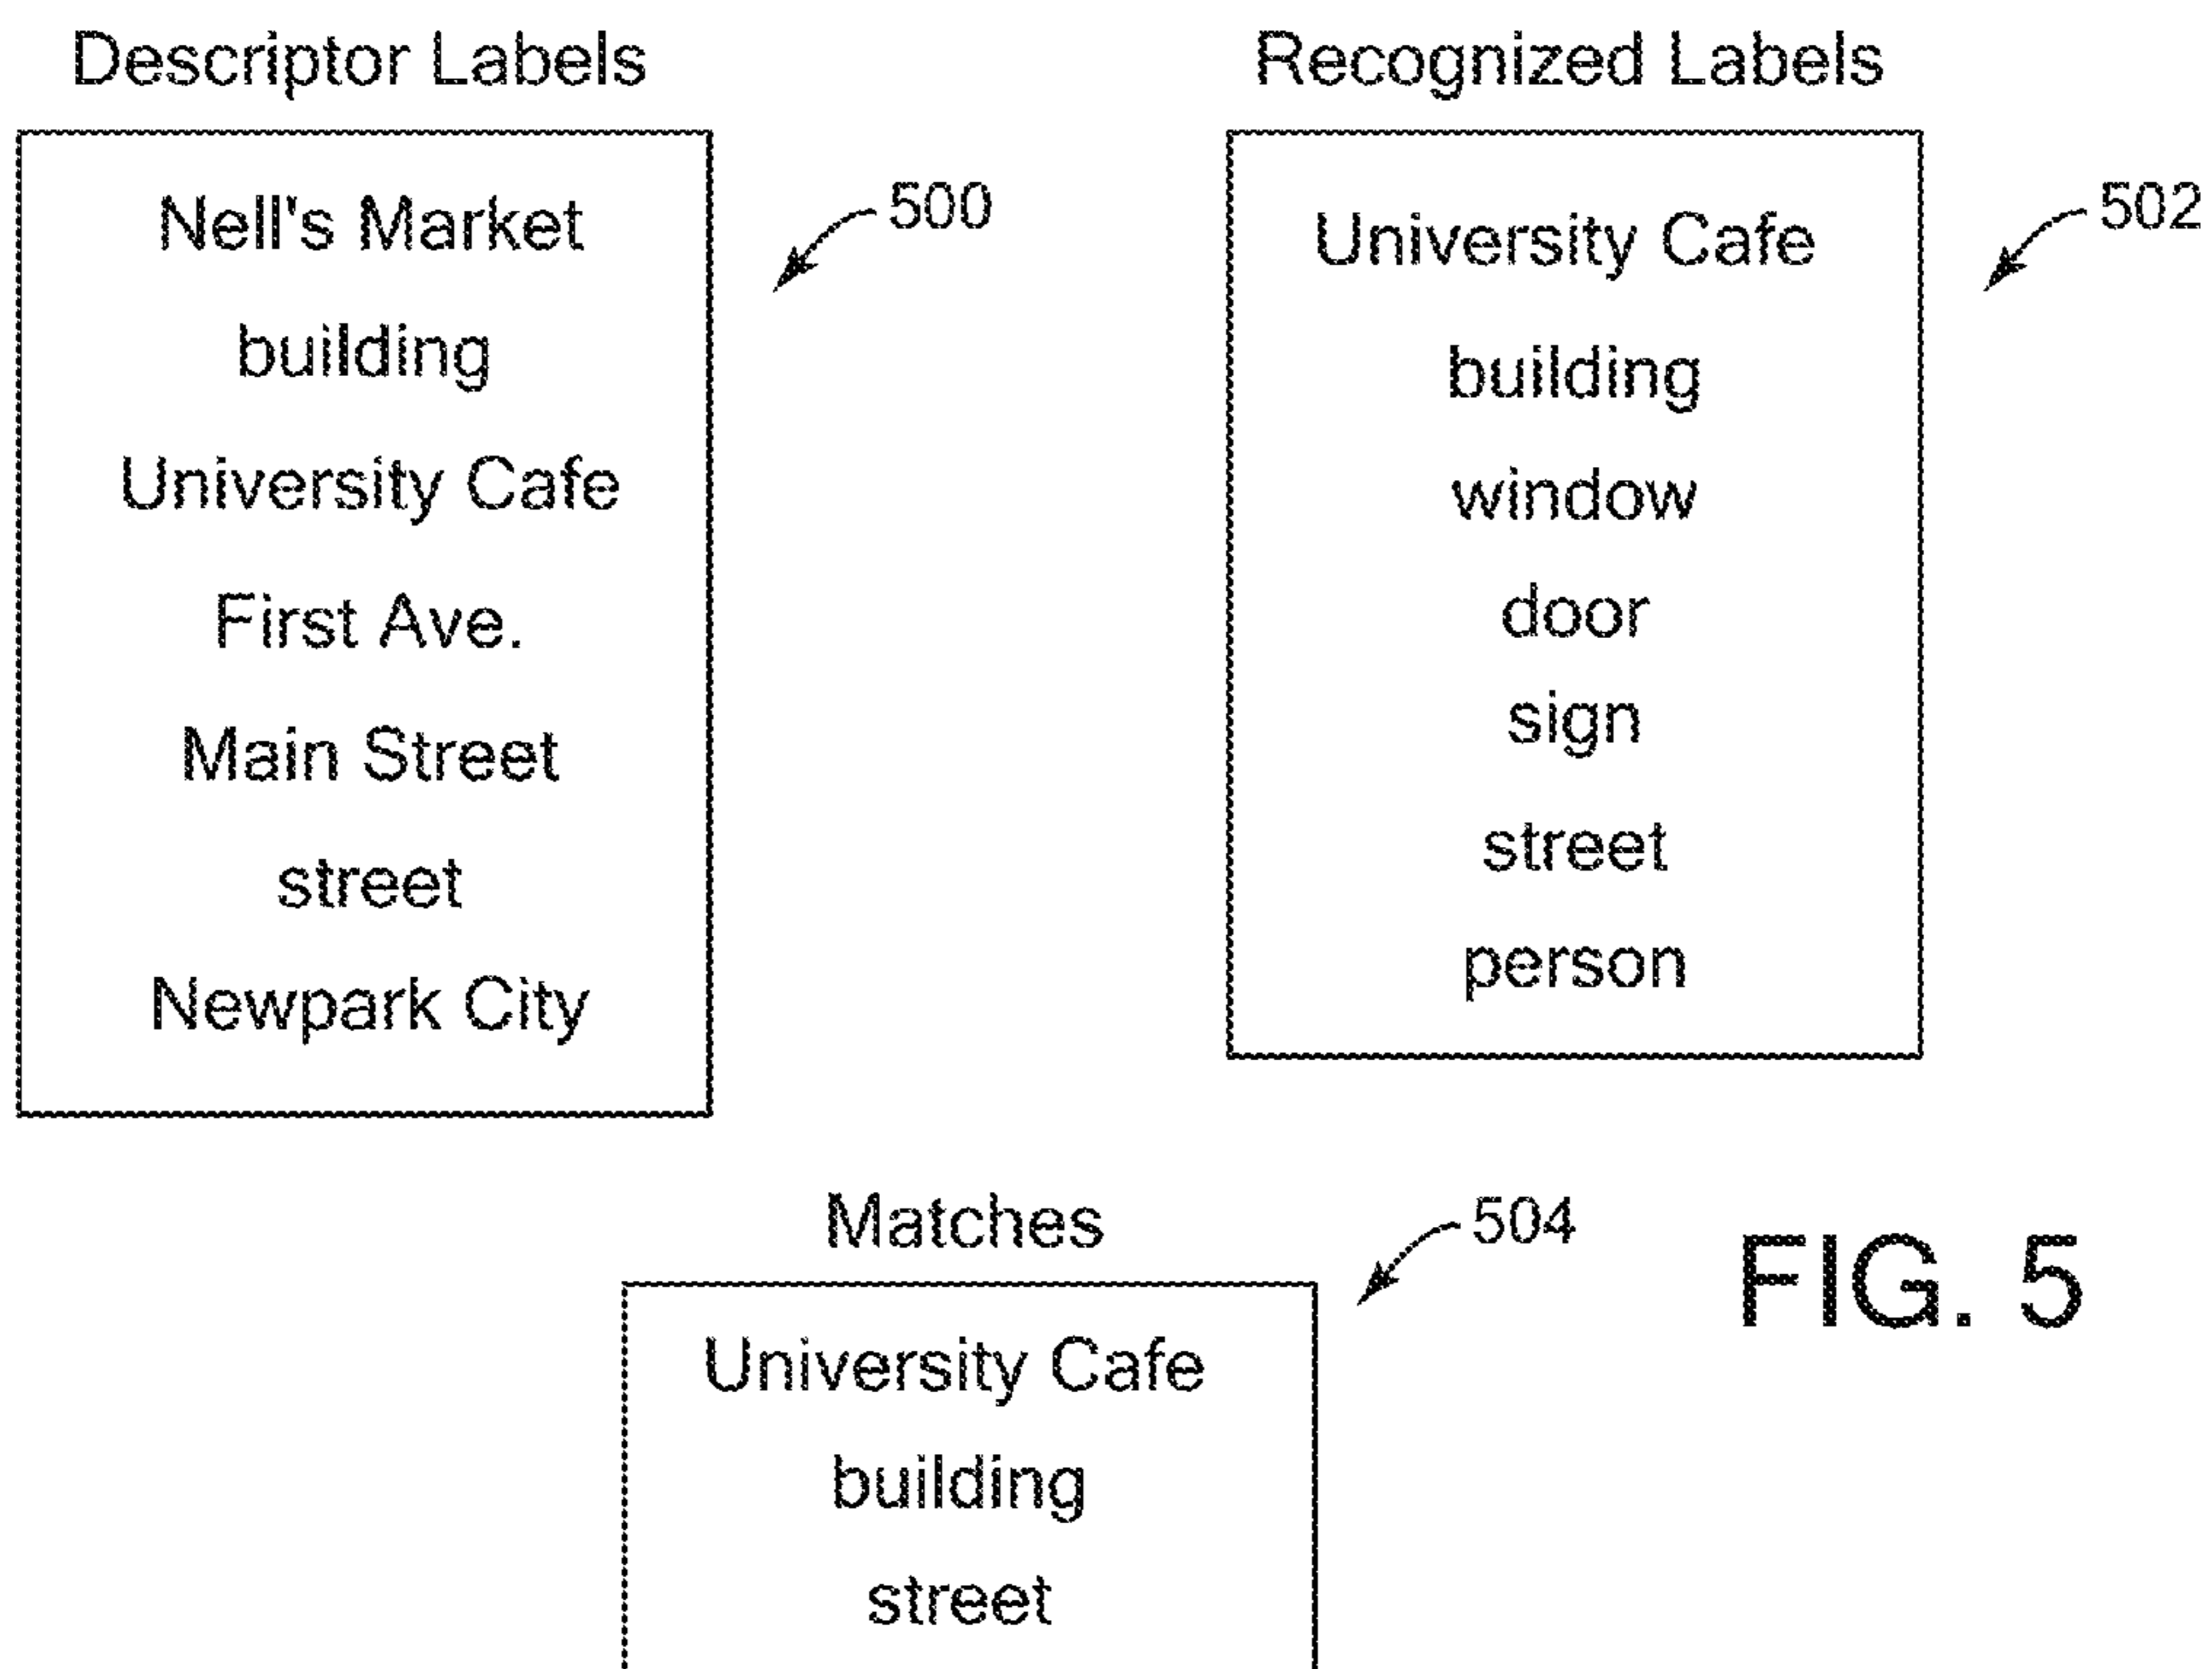 Descriptor Labels
Nell's Market
building
University Cafe
First Ave.
Main Street
street
Newpark City
500
Recognized Labels
University Cafe
building
window
door
sign
street
person
502
Matches
University Cafe
building
street
504
FIG. 5